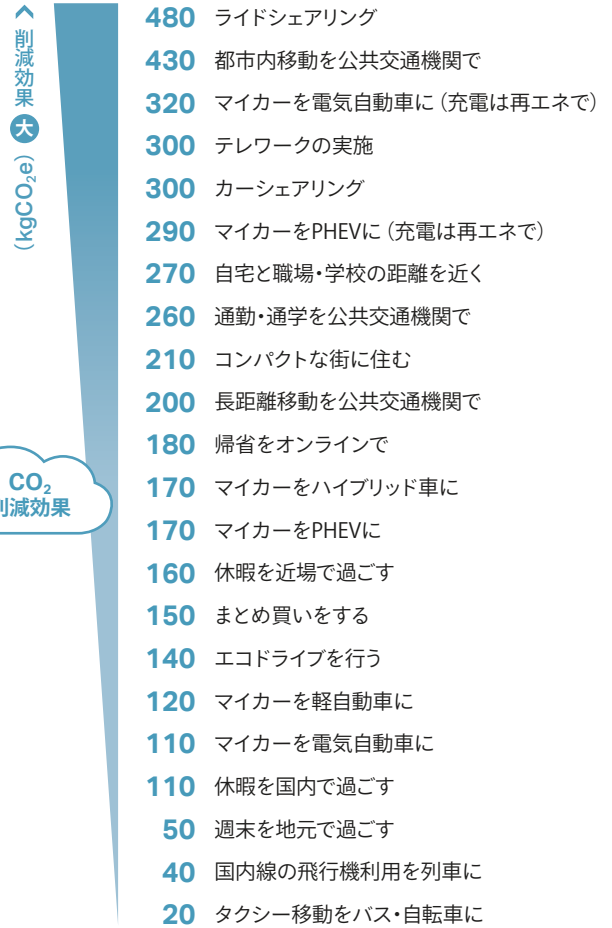 削減効果 大 (kgCO₂e)
480 ライドシェアリング
430 都市内移動を公共交通機関で
320 マイカーを電気自動車に（充電は再エネで）
300 テレワークの実施
300 カーシェアリング
290 マイカーをPHEVに（充電は再エネで）
270 自宅と職場・学校の距離を近く
260 通勤・通学を公共交通機関で
210 コンパクトな街に住む
200 長距離移動を公共交通機関で
180 帰省をオンラインで
170 マイカーをハイブリッド車に
170 マイカーをPHEVに
160 休暇を近場で過ごす
150 まとめ買いをする
140 エコドライブを行う
120 マイカーを軽自動車に
110 マイカーを電気自動車に
110 休暇を国内で過ごす
50 週末を地元で過ごす
40 国内線の飛行機利用を列車に
20 タクシー移動をバス・自転車に
CO₂
削減効果